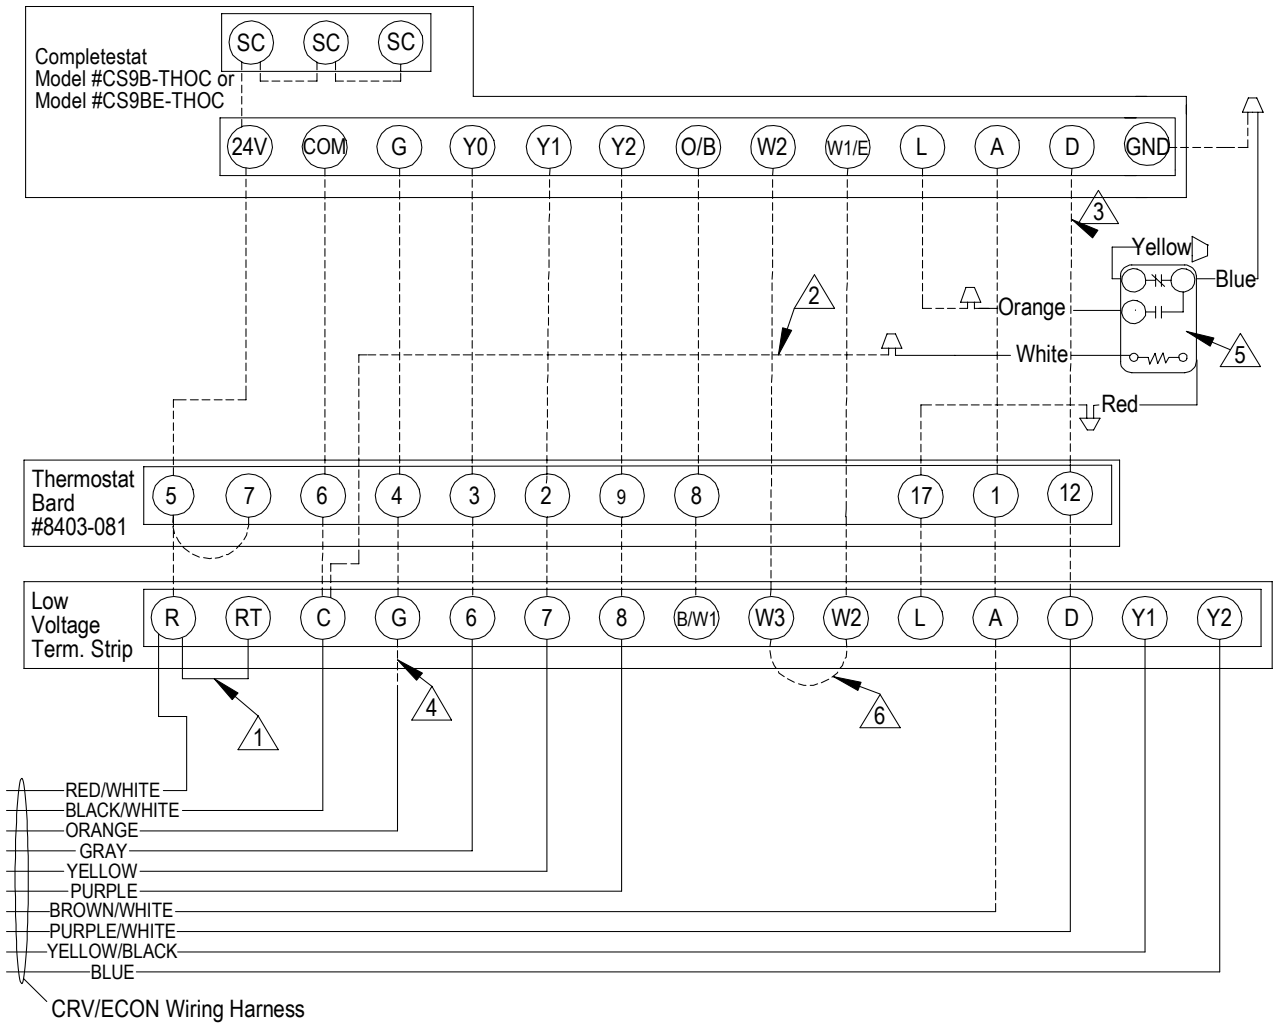 SC SC SC
Completestat
Model #CS9B-THOC or
Model #CS9BE-THOC
24V COM G Y0 Y1 Y2 O/B W2 W1/E L A D GND
3
Yellow
Blue
2
Orange
White
5
Red
Thermostat
Bard
#8403-081
5 7 6 4 3 2 9 8 17 1 12
Low
Voltage
Term. Strip
R RT C G 6 7 8 B/W1 W3 W2 L A D Y1 Y2
1
4
6
RED/WHITE
BLACK/WHITE
ORANGE
GRAY
YELLOW
PURPLE
BROWN/WHITE
PURPLE/WHITE
YELLOW/BLACK
BLUE
CRV/ECON Wiring Harness